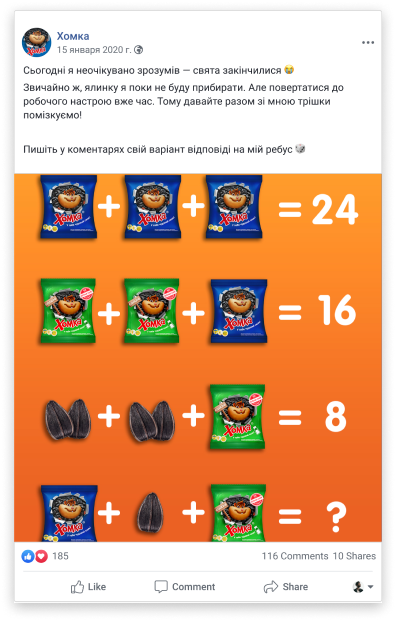 Хомка
15 января 2020 г.
Сьогодні я неочікувано зрозумів — свята закінчилися
Звичайно ж, ялинку я поки не буду прибирати. Але повертатися до
робочого настрою вже час. Тому давайте разом зі мною трішки
помізкуємо!
Пишіть у коментарях свій варіант відповіді на мій ребус
Хомка + Хомка + Хомка = 24
Хомка + Хомка + Хомка = 16
+ + Хомка = 8
Хомка + + Хомка = ?
185 116 Comments 10 Shares
Like Comment Share